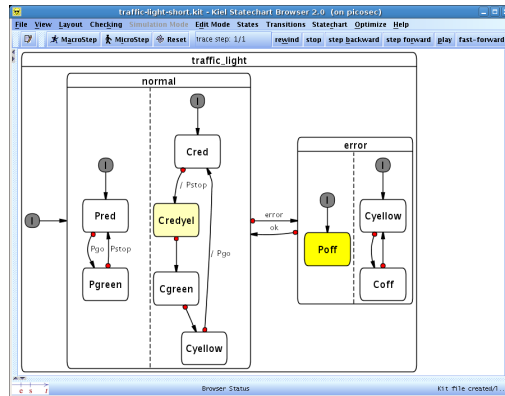 traffic-light-short.kit - Kiel Statechart Browser 2.0 (on picosec)
File View Layout Checking Simulation Mode Edit Mode States Transitions Statechart Optimize Help
MacroStep MicroStep Reset trace step: 1/1 rewind stop step backward step forward play fast-forward
traffic_light
normal
I
Cred
error
/ Pstop
I
Pred
Credyel
I
Cyellow
I
error
ok
Poff
Pgo
Pstop
/ Pgo
Pgreen
Cgreen
Coff
Cyellow
I
e s t
Browser Status
Kit file created/l..